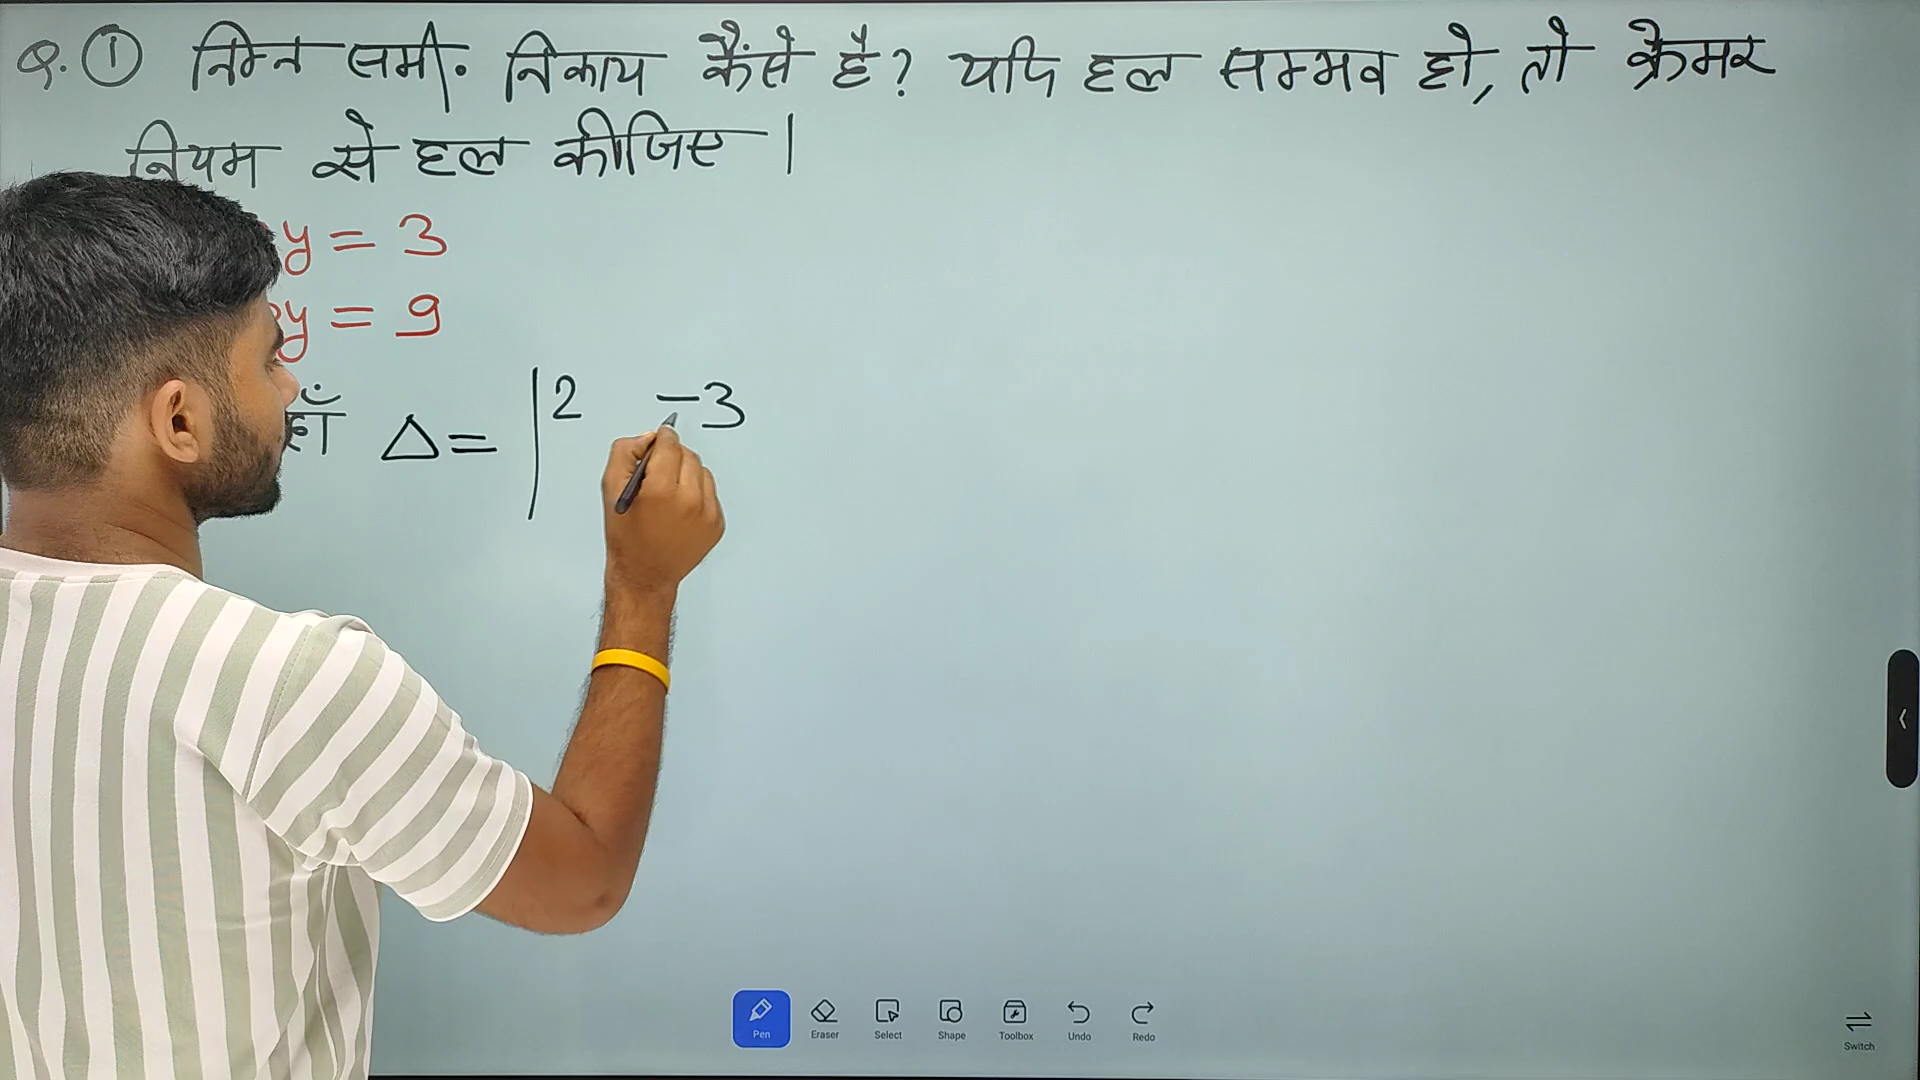 Q. ① निम्न समी. निकाय कैंसे है? यदि हल सम्भव हो, तो क्रेमर
नियम से हल कीजिए।
y = 3
y = 9
हाँ Δ = | 2 -3
Pen Eraser Select Shape Toolbox Undo Redo
Switch